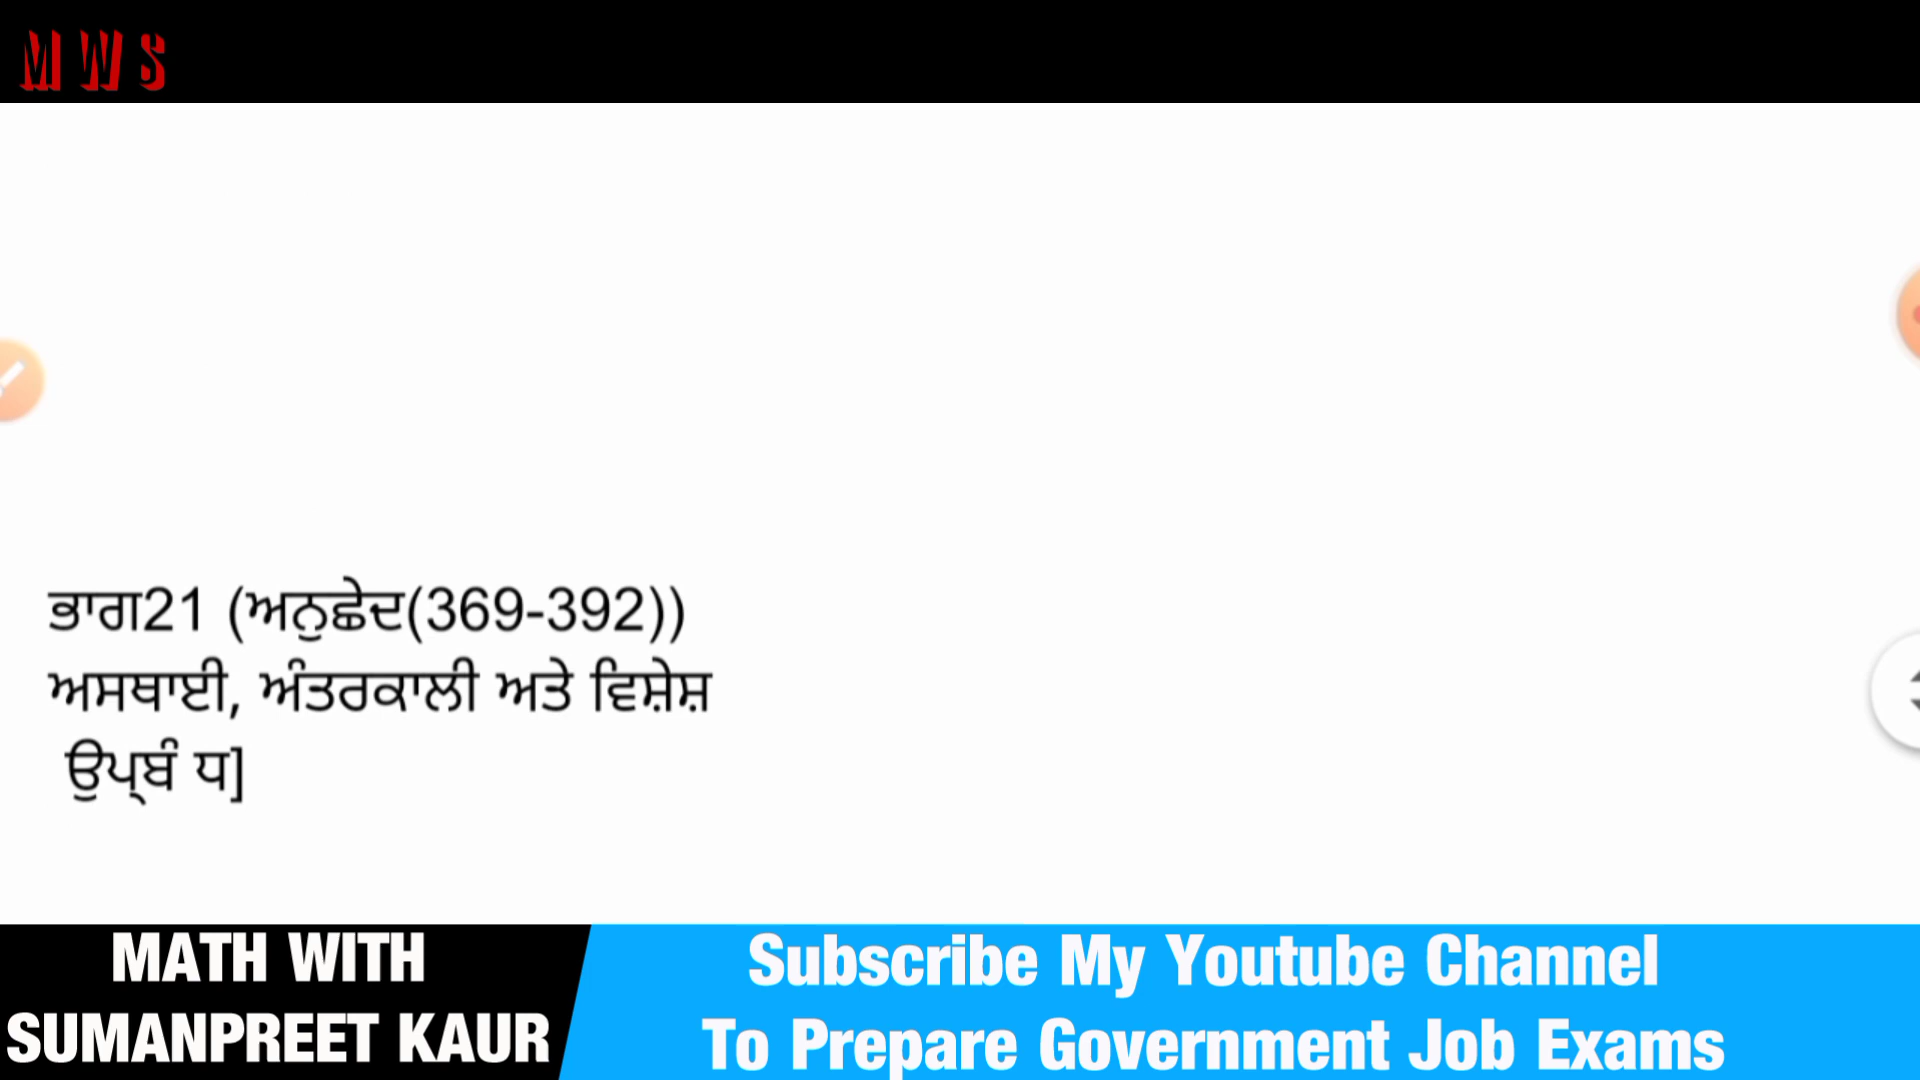 MWS
ਭਾਗ21 (ਅਨੁਛੇਦ(369-392))
ਅਸਥਾਈ, ਅੰਤਰਕਾਲੀ ਅਤੇ ਵਿਸ਼ੇਸ਼
ਉਪ੍ਬੰ ਧ]
MATH WITH
SUMANPREET KAUR
Subscribe My Youtube Channel
To Prepare Government Job Exams